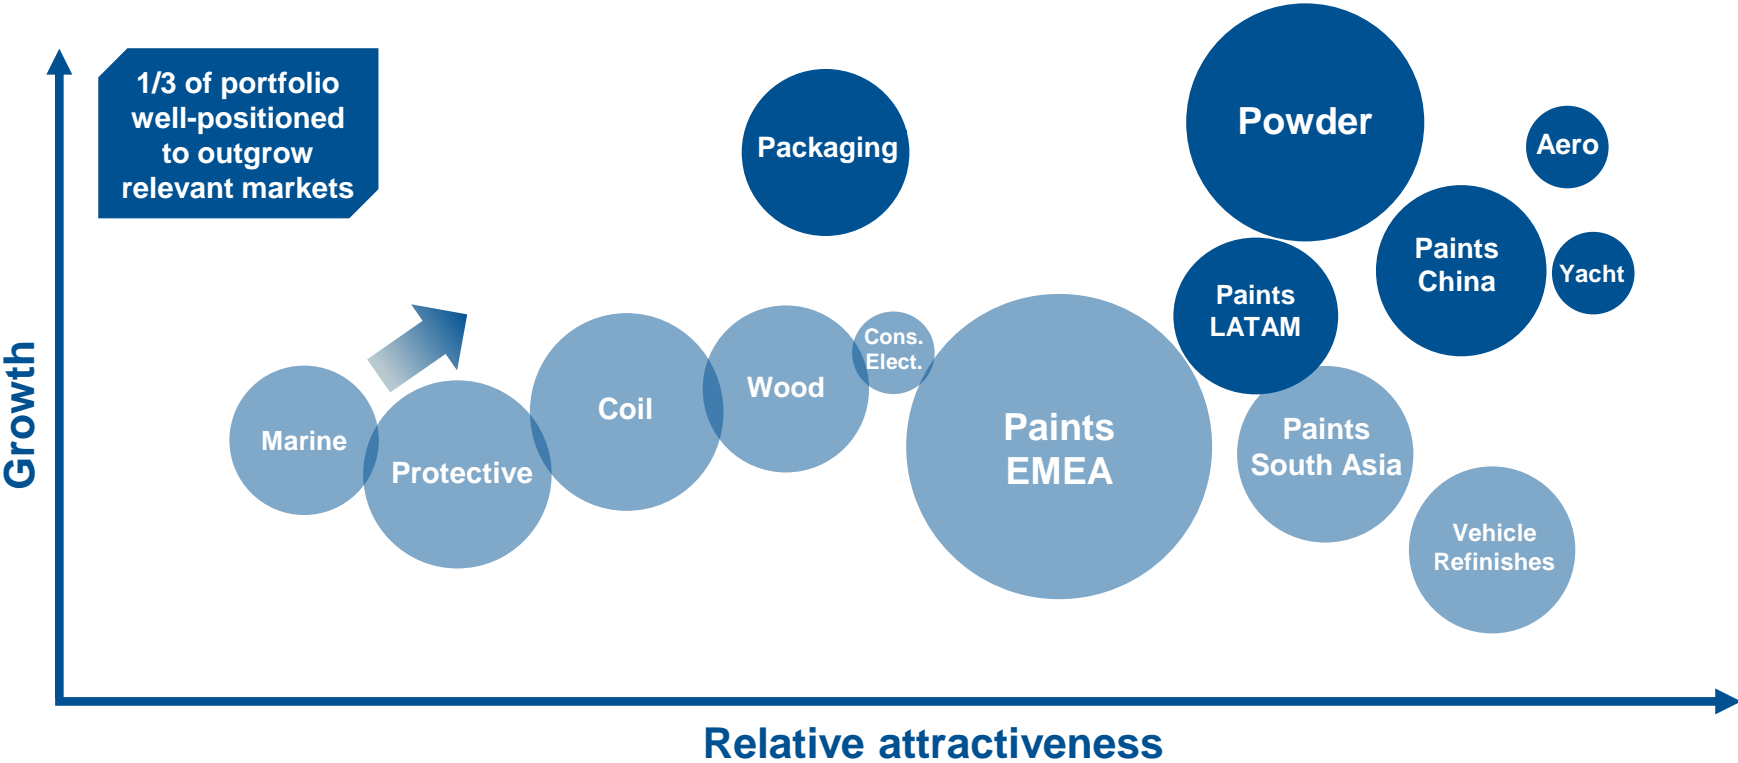 1/3 of portfolio
well-positioned
to outgrow
relevant markets
Packaging
Powder
Aero
Paints
China
Yacht
Paints
LATAM
Cons.
Elect.
Wood
Coil
Marine
Protective
Paints
EMEA
Paints
South Asia
Vehicle
Refinishes
Growth
Relative attractiveness